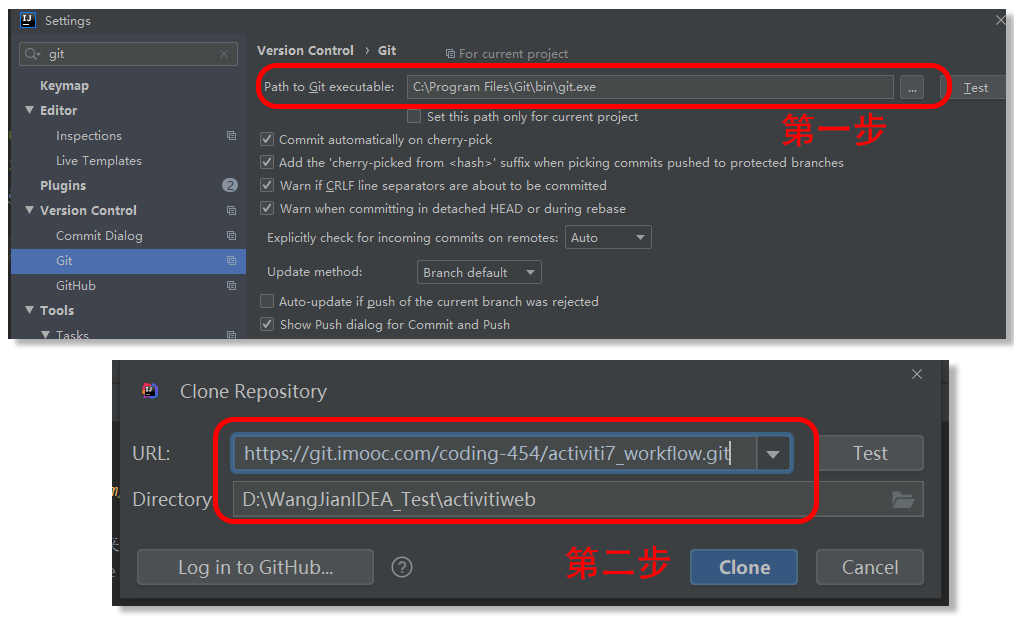 Settings
git
Version Control › Git
For current project
Keymap
Path to Git executable: C:\Program Files\Git\bin\git.exe ... Test
Editor
Set this path only for current project
第一步
Inspections
Commit automatically on cherry-pick
Live Templates
Add the 'cherry-picked from <hash>' suffix when picking commits pushed to protected branches
Plugins 2
Warn if CRLF line separators are about to be committed
Version Control
Warn when committing in detached HEAD or during rebase
Commit Dialog
Explicitly check for incoming commits on remotes: Auto
Git
Update method: Branch default
GitHub
Auto-update if push of the current branch was rejected
Tools
Show Push dialog for Commit and Push
Tasks
Clone Repository
URL: https://git.imooc.com/coding-454/activiti7_workflow.git Test
Directory D:\WangJianIDEA_Test\activitiweb
第二步
Log in to GitHub... ? Clone Cancel